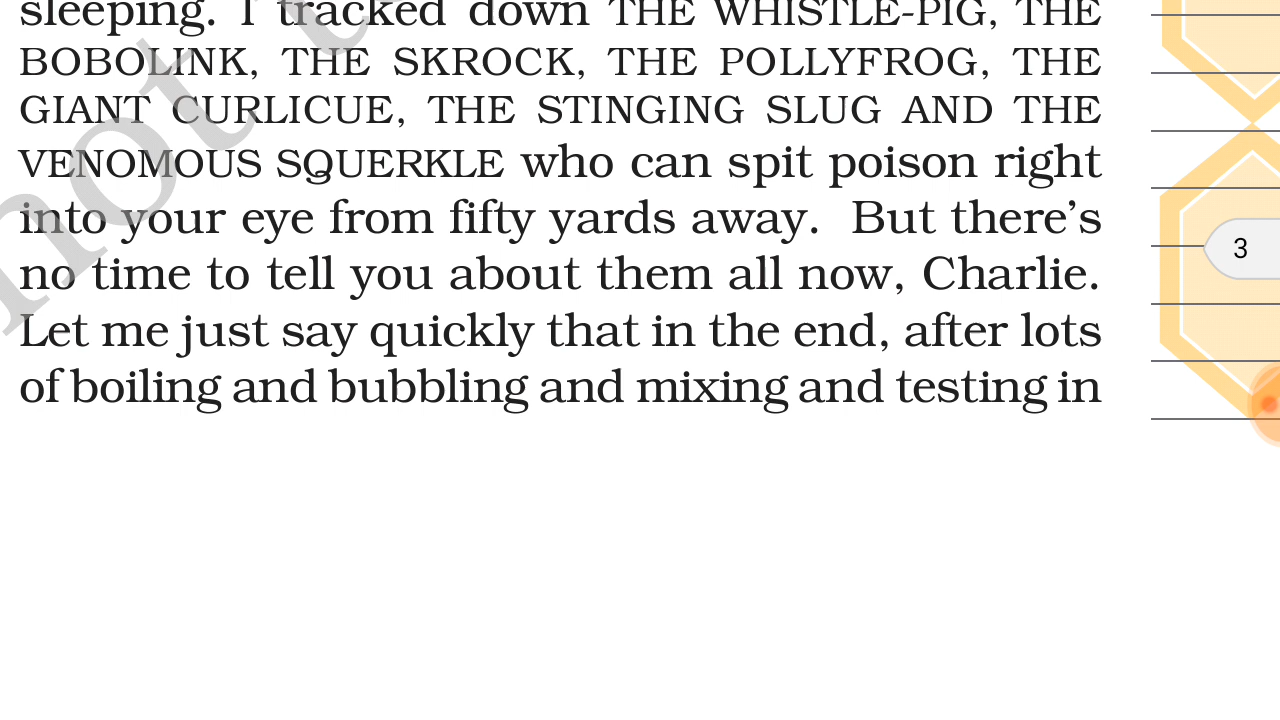 sleeping. I tracked down THE WHISTLE-PIG, THE
BOBOLINK, THE SKROCK, THE POLLYFROG, THE
GIANT CURLICUE, THE STINGING SLUG AND THE
VENOMOUS SQUERKLE who can spit poison right
into your eye from fifty yards away.  But there’s
no time to tell you about them all now, Charlie.
Let me just say quickly that in the end, after lots
of boiling and bubbling and mixing and testing in
not
3